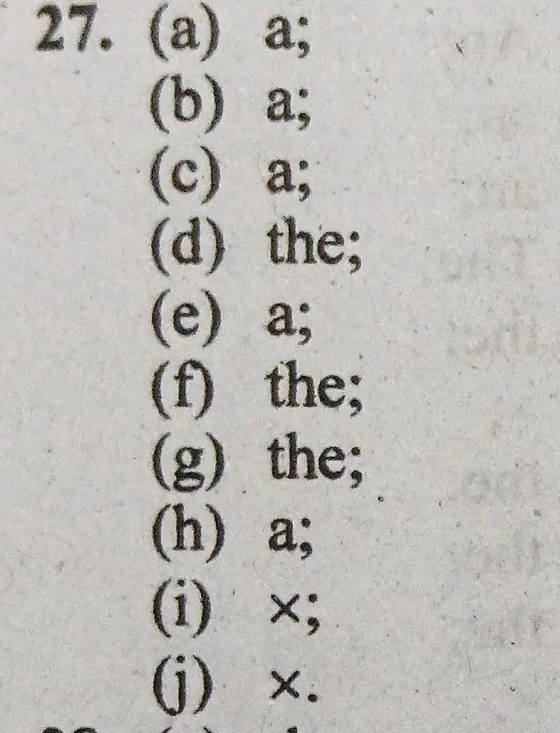 27. (a) a;
(b) a;
(c) a;
(d) the;
(e) a;
(f) the;
(g) the;
(h) a;
(i) ×;
(j) ×.